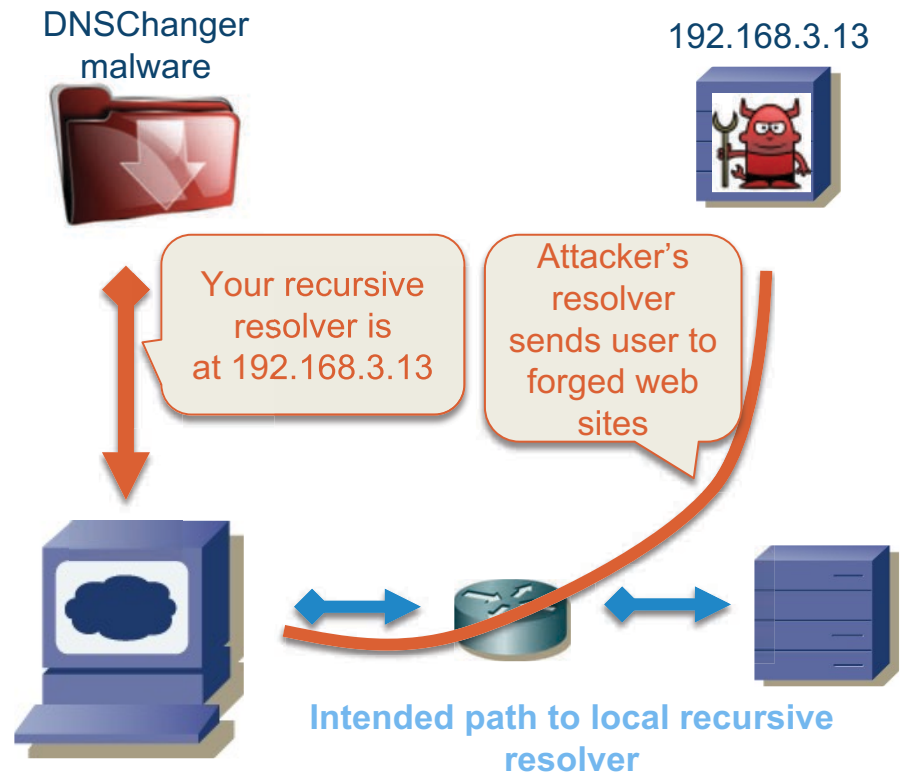 DNSChanger
malware
192.168.3.13
Your recursive
resolver is
at 192.168.3.13
Attacker’s
resolver
sends user to
forged web
sites
Intended path to local recursive
resolver